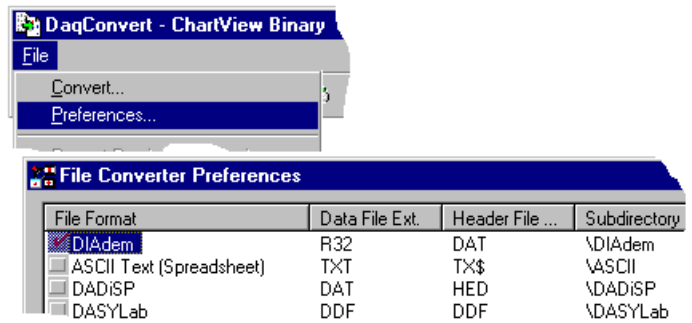 DaqConvert - ChartView Binary
File
Convert...
Preferences...
File Converter Preferences
File Format Data File Ext. Header File ... Subdirectory
DIAdem R32 DAT \DIAdem
ASCII Text (Spreadsheet) TXT TX$ \ASCII
DADiSP DAT HED \DADiSP
DASYLab DDF DDF \DASYLab